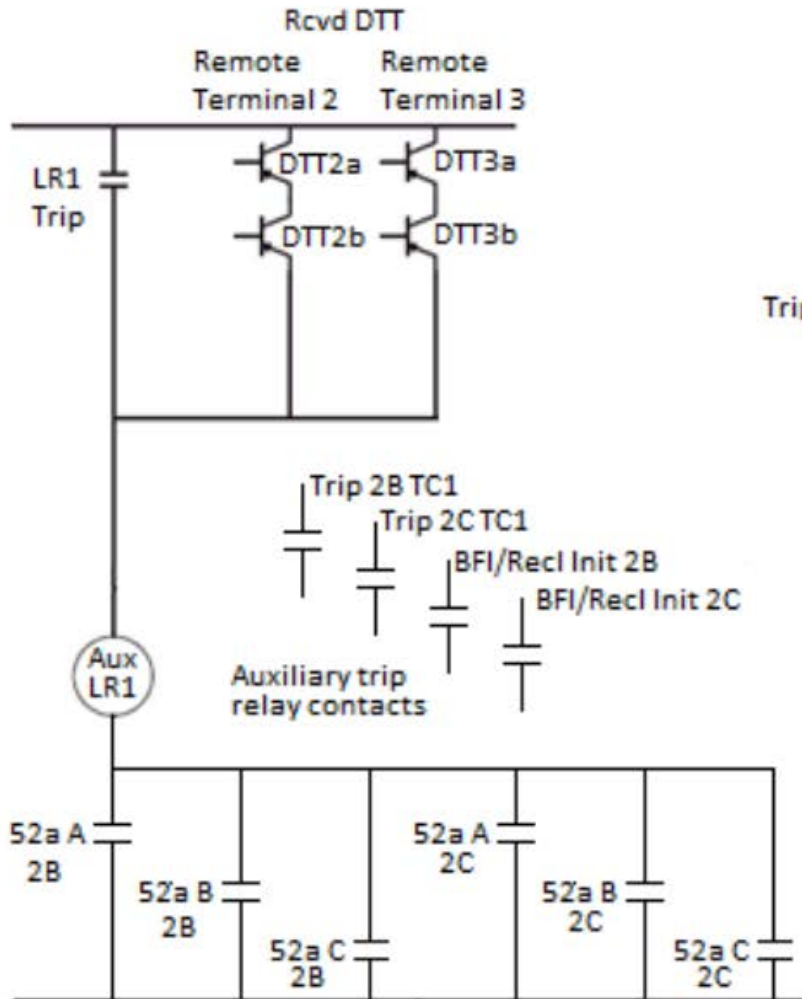 Rcvd DTT
Remote
Terminal 2
Remote
Terminal 3
LR1
Trip
DTT2a
DTT3a
DTT2b
DTT3b
Trip 2B TC1
Trip 2C TC1
BFI/Recl Init 2B
BFI/Recl Init 2C
Aux
LR1
Auxiliary trip
relay contacts
52a A
2B
52a B
2B
52a C
2B
52a A
2C
52a B
2C
52a C
2C